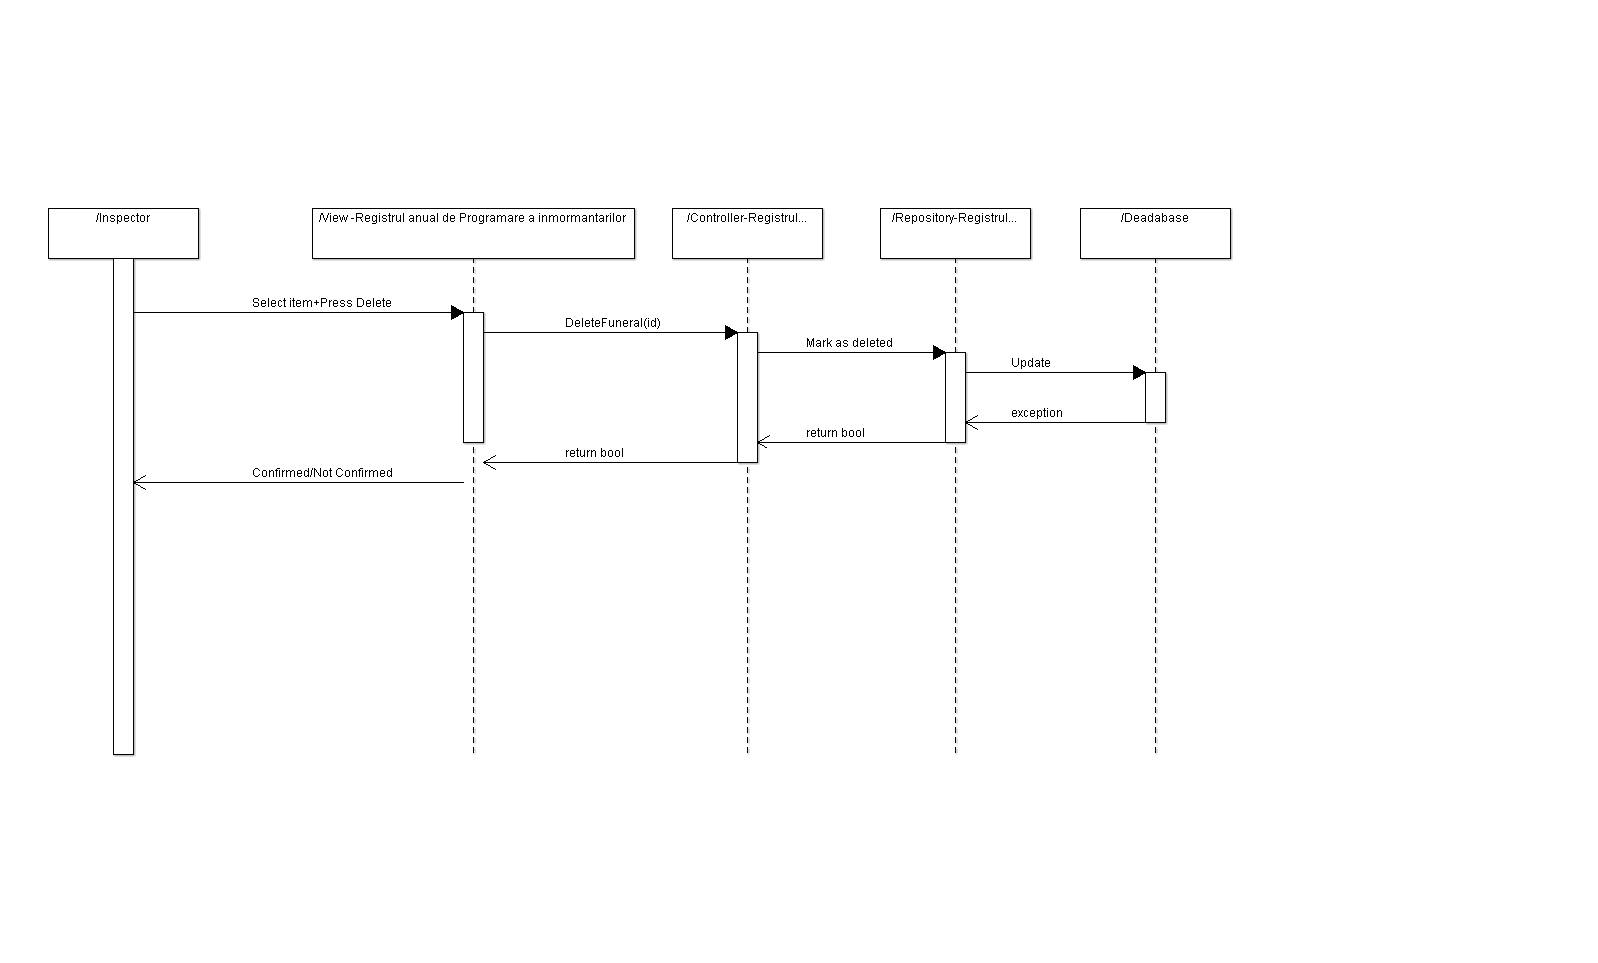 /Inspector
/View -Registrul anual de Programare a inmormantarilor
/Controller-Registrul...
/Repository-Registrul...
/Deadabase
Select item+Press Delete
DeleteFuneral(id)
Mark as deleted
Update
exception
return bool
return bool
Confirmed/Not Confirmed